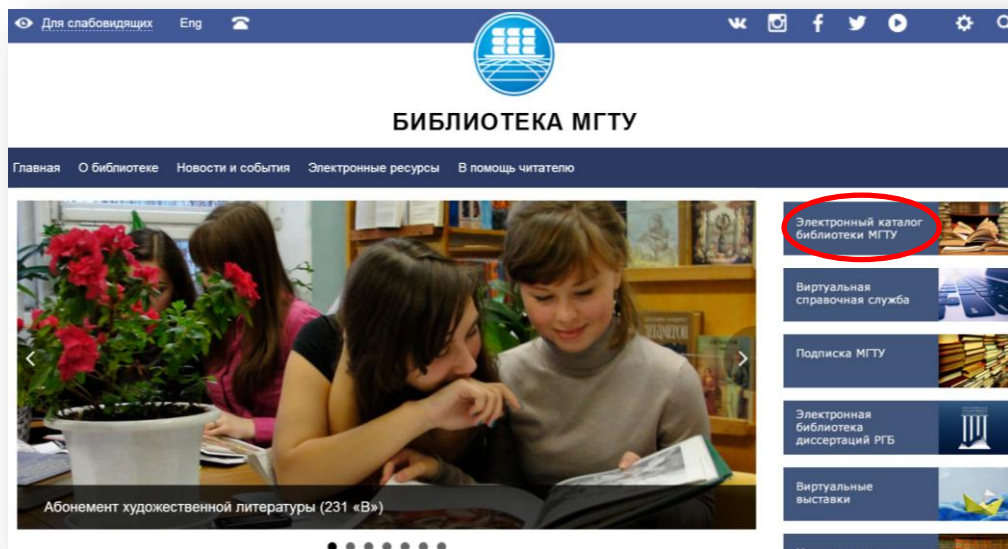 Для слабовидящих Eng
БИБЛИОТЕКА МГТУ
Главная О библиотеке Новости и события Электронные ресурсы В помощь читателю
Электронный каталог
библиотеки МГТУ
Виртуальная
справочная служба
Подписка МГТУ
Электронная
библиотека
диссертаций РГБ
Виртуальные
выставки
Абонемент художественной литературы (231 «В»)